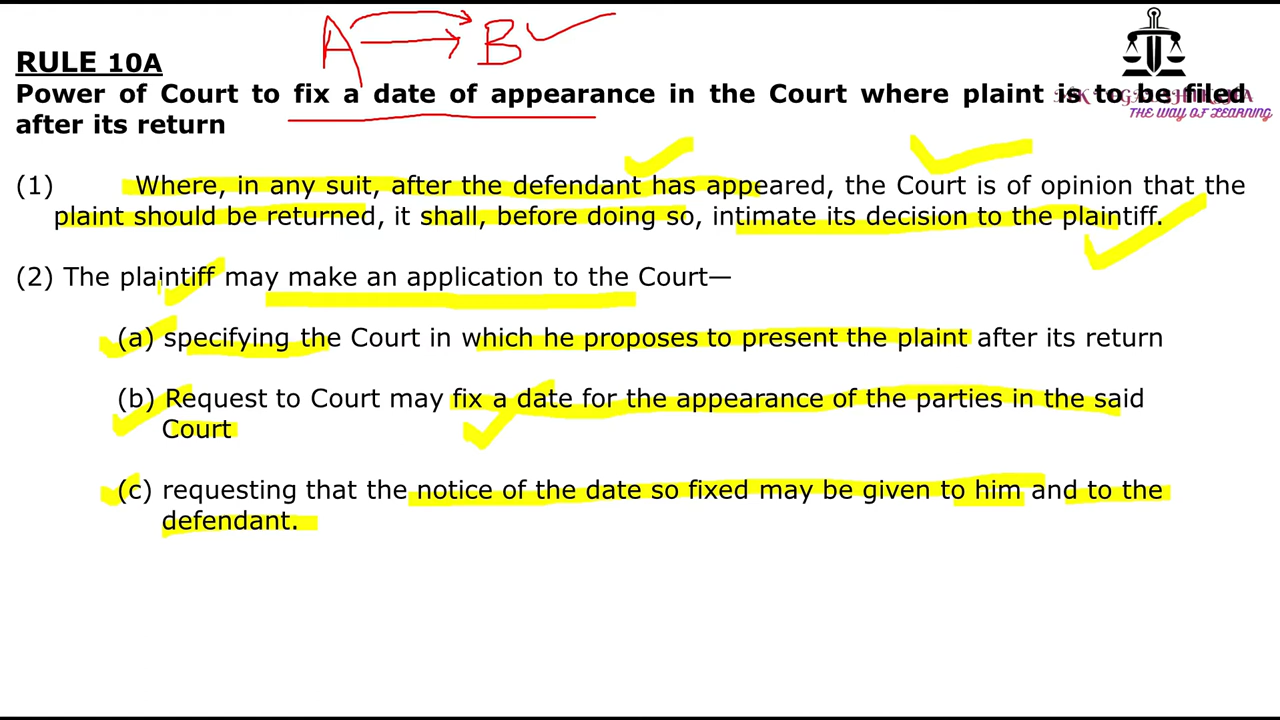 A B
RULE 10A
Power of Court to fix a date of appearance in the Court where plaint is to be filed
after its return
THE WAY OF LEARNING
(1) Where, in any suit, after the defendant has appeared, the Court is of opinion that the
plaint should be returned, it shall, before doing so, intimate its decision to the plaintiff.
(2) The plaintiff may make an application to the Court—
(a) specifying the Court in which he proposes to present the plaint after its return
(b) Request to Court may fix a date for the appearance of the parties in the said
Court
(c) requesting that the notice of the date so fixed may be given to him and to the
defendant.